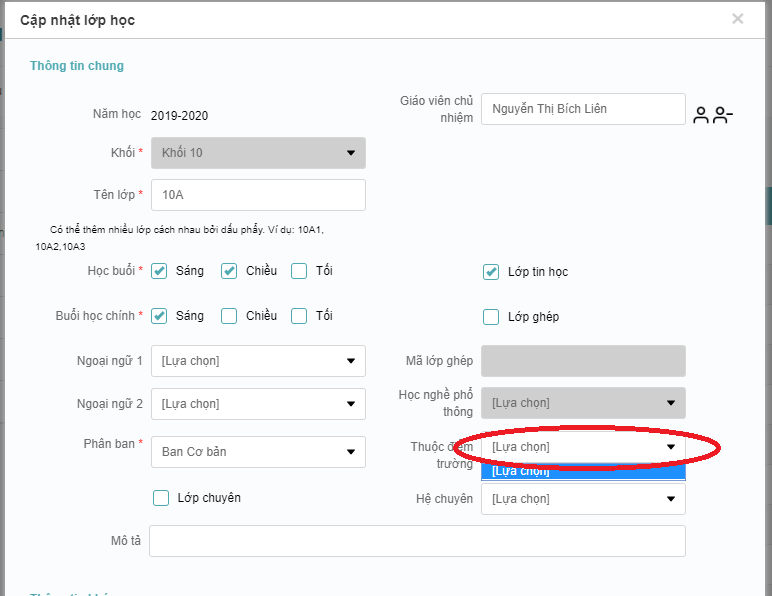 Cập nhật lớp học
Thông tin chung
Năm học 2019-2020
Giáo viên chủ nhiệm Nguyễn Thị Bích Liên
Khối * Khối 10
Tên lớp * 10A
Có thể thêm nhiều lớp cách nhau bởi dấu phẩy. Ví dụ: 10A1,
10A2,10A3
Học buổi * Sáng Chiều Tối Lớp tin học
Buổi học chính * Sáng Chiều Tối Lớp ghép
Ngoại ngữ 1 [Lựa chọn] Mã lớp ghép
Ngoại ngữ 2 [Lựa chọn]
Học nghề phổ thông [Lựa chọn]
Phân ban * Ban Cơ bản
Thuộc điểm trường [Lựa chọn]
[Lựa chọn]
Lớp chuyên Hệ chuyên [Lựa chọn]
Mô tả